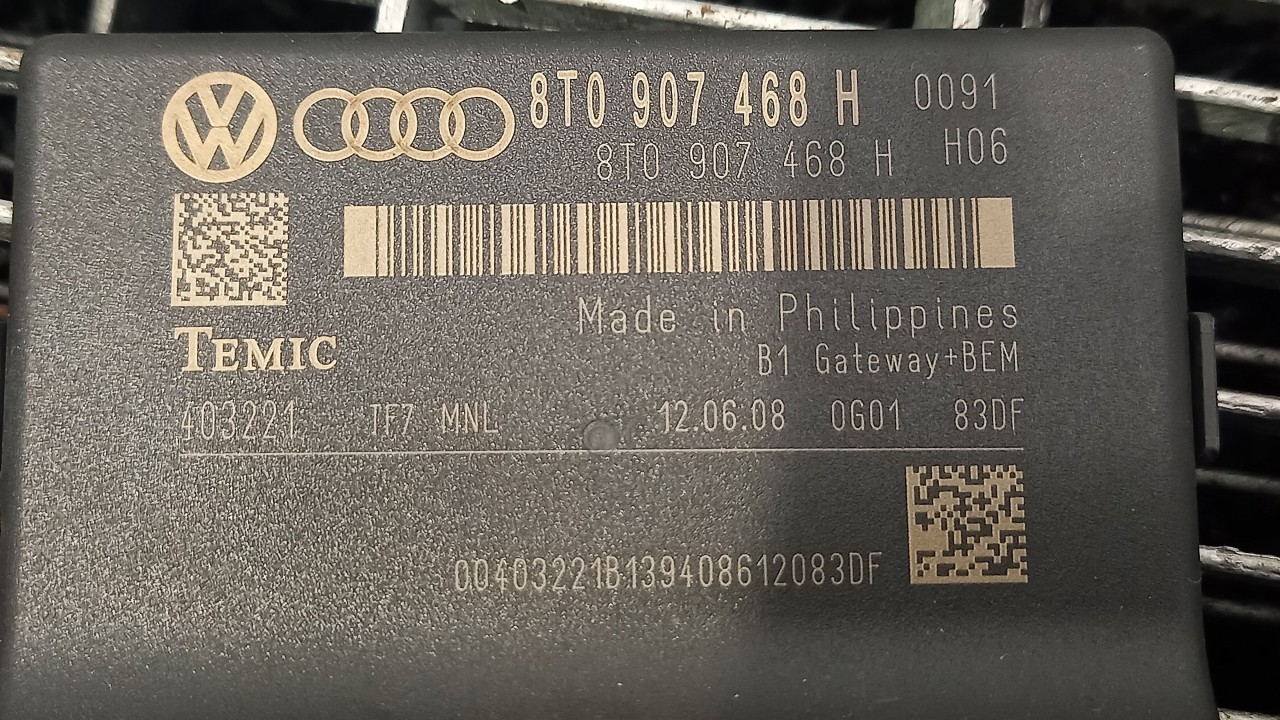 8T0 907 468 H 0091
8T0 907 468 H H06
Made in Philippines
TEMIC
B1 Gateway+BEM
403221 TF7 MNL 12.06.08 0G01 83DF
00403221B139408612083DF